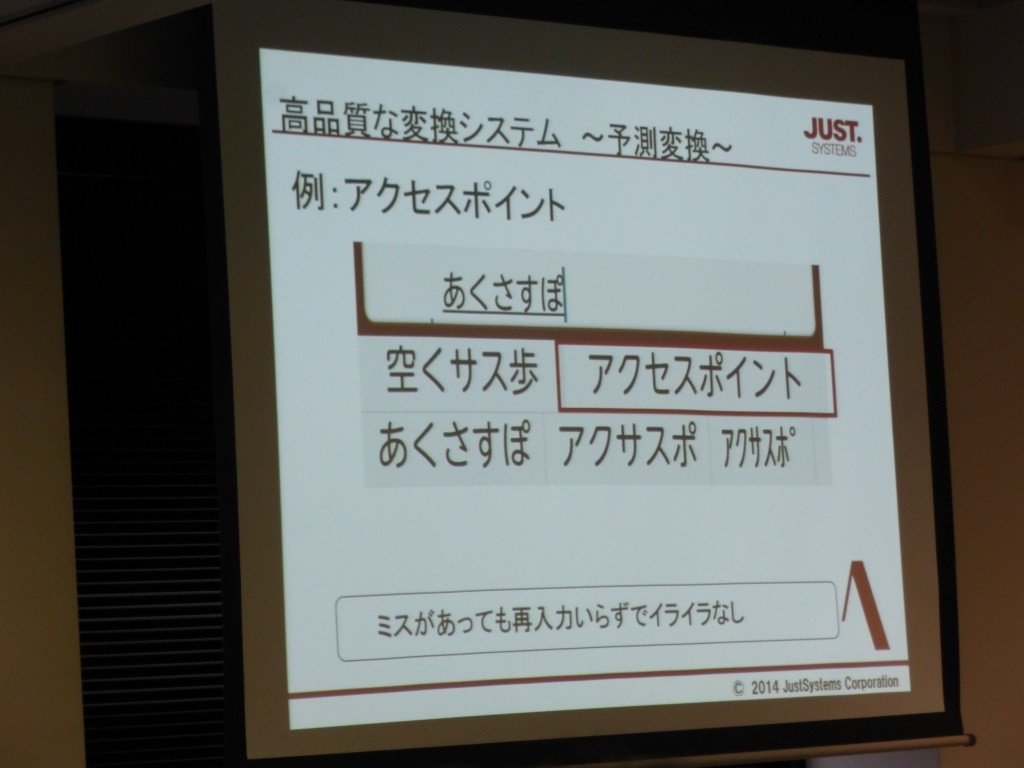 高品質な変換システム ～予測変換～
JUST.
SYSTEMS
例：アクセスポイント
あくさすぽ
空くサス歩 アクセスポイント
あくさすぽ アクサスポ ｱｸｻｽﾎﾟ
ミスがあっても再入力いらずでイライラなし
© 2014 JustSystems Corporation